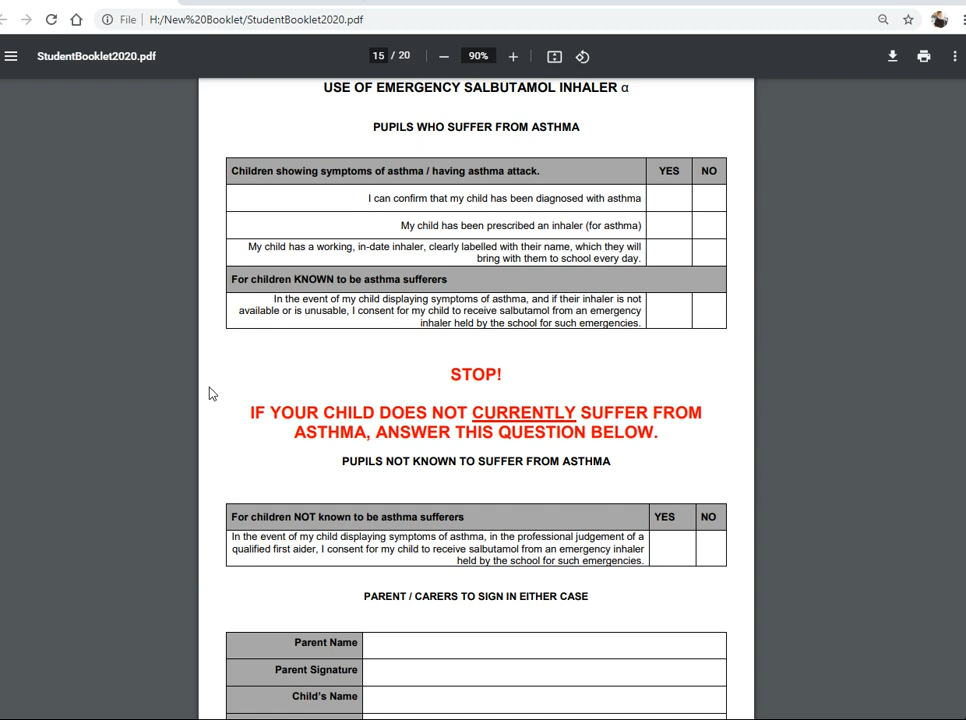 File
H:/New%20Booklet/StudentBooklet2020.pdf
StudentBooklet2020.pdf
15 / 20
90%
USE OF EMERGENCY SALBUTAMOL INHALER α
PUPILS WHO SUFFER FROM ASTHMA
Children showing symptoms of asthma / having asthma attack. YES NO
I can confirm that my child has been diagnosed with asthma
My child has been prescribed an inhaler (for asthma)
My child has a working, in-date inhaler, clearly labelled with their name, which they will
bring with them to school every day.
For children KNOWN to be asthma sufferers
In the event of my child displaying symptoms of asthma, and if their inhaler is not
available or is unusable, I consent for my child to receive salbutamol from an emergency
inhaler held by the school for such emergencies.
STOP!
IF YOUR CHILD DOES NOT CURRENTLY SUFFER FROM
ASTHMA, ANSWER THIS QUESTION BELOW.
PUPILS NOT KNOWN TO SUFFER FROM ASTHMA
For children NOT known to be asthma sufferers YES NO
In the event of my child displaying symptoms of asthma, in the professional judgement of a
qualified first aider, I consent for my child to receive salbutamol from an emergency inhaler
held by the school for such emergencies.
PARENT / CARERS TO SIGN IN EITHER CASE
Parent Name
Parent Signature
Child's Name